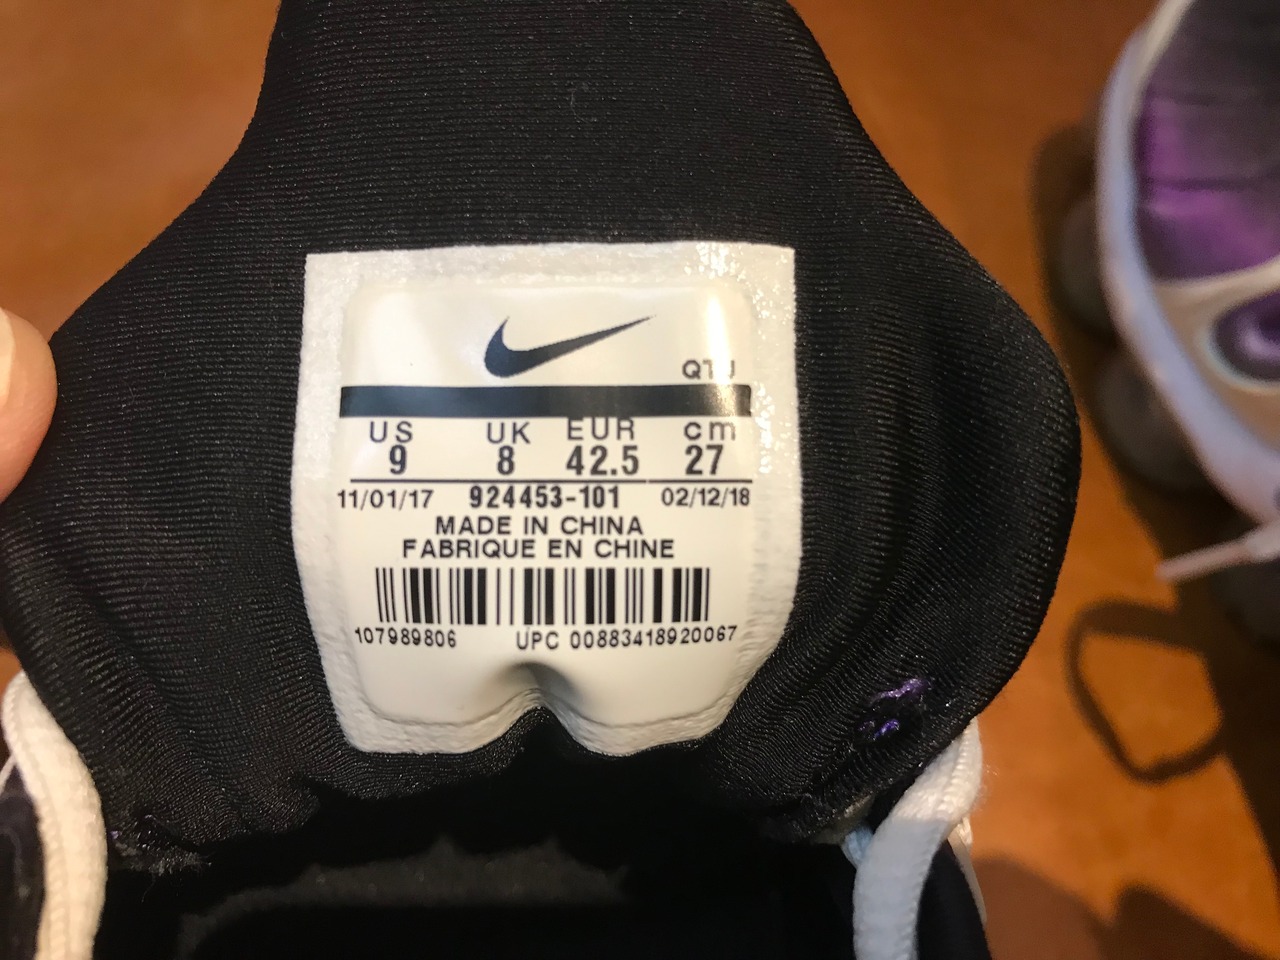 QTJ
US UK EUR cm
9 8 42.5 27
11/01/17 924453-101 02/12/18
MADE IN CHINA
FABRIQUE EN CHINE
107989806 UPC 00883418920067